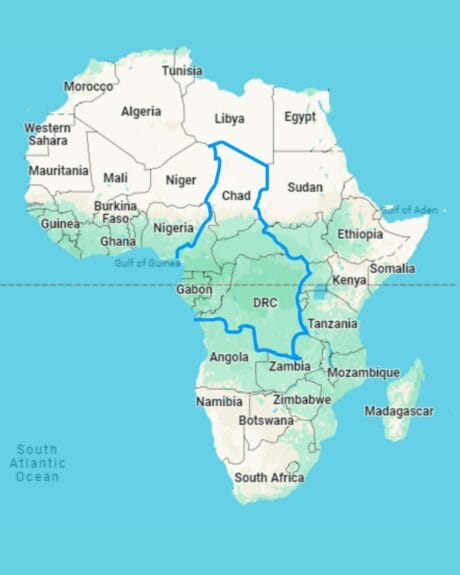 Tunisia
Morocco
Algeria
Libya
Egypt
Western
Sahara
Mauritania
Mali
Niger
Chad
Sudan
Burkina
Faso
Guinea
Ghana
Nigeria
Gulf of Aden
Ethiopia
Gulf of Guinea
Somalia
Kenya
Gabon
DRC
Tanzania
Angola
Zambia
Mozambique
Namibia
Zimbabwe
Botswana
Madagascar
South
Atlantic
Ocean
South Africa